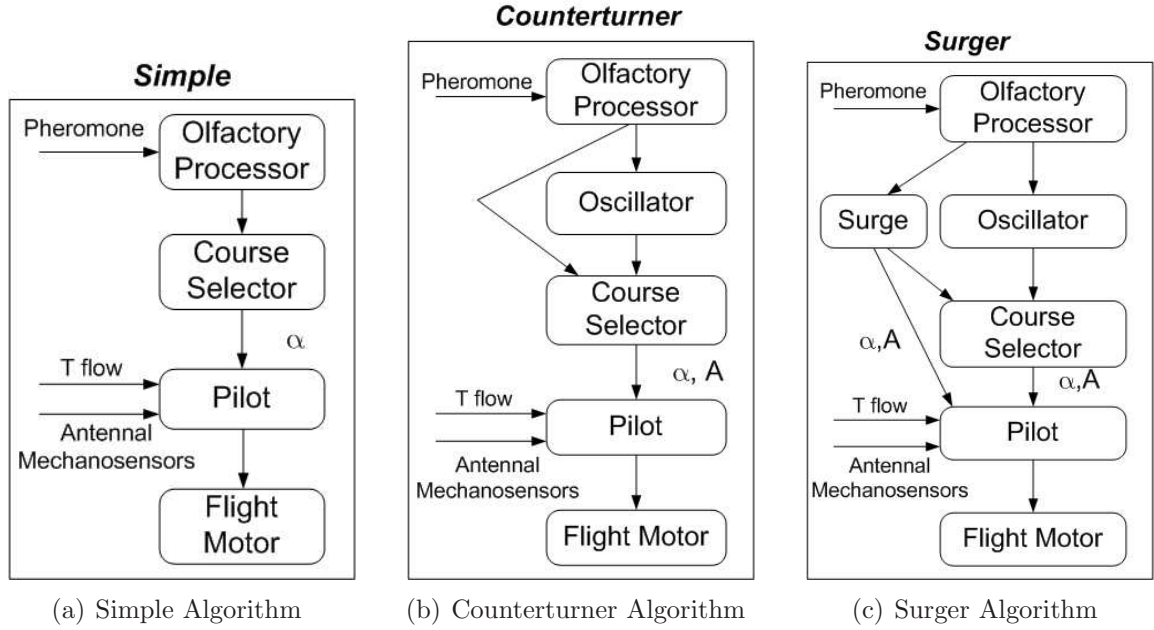 Simple
Pheromone
Olfactory
Processor
Course
Selector
α
T flow
Pilot
Antennal
Mechanosensors
Flight
Motor
(a) Simple Algorithm
Counterturner
Pheromone
Olfactory
Processor
Oscillator
Course
Selector
α, A
T flow
Pilot
Antennal
Mechanosensors
Flight Motor
(b) Counterturner Algorithm
Surger
Pheromone
Olfactory
Processor
Surge
Oscillator
Course
Selector
α,A
α,A
T flow
Pilot
Antennal
Mechanosensors
Flight Motor
(c) Surger Algorithm